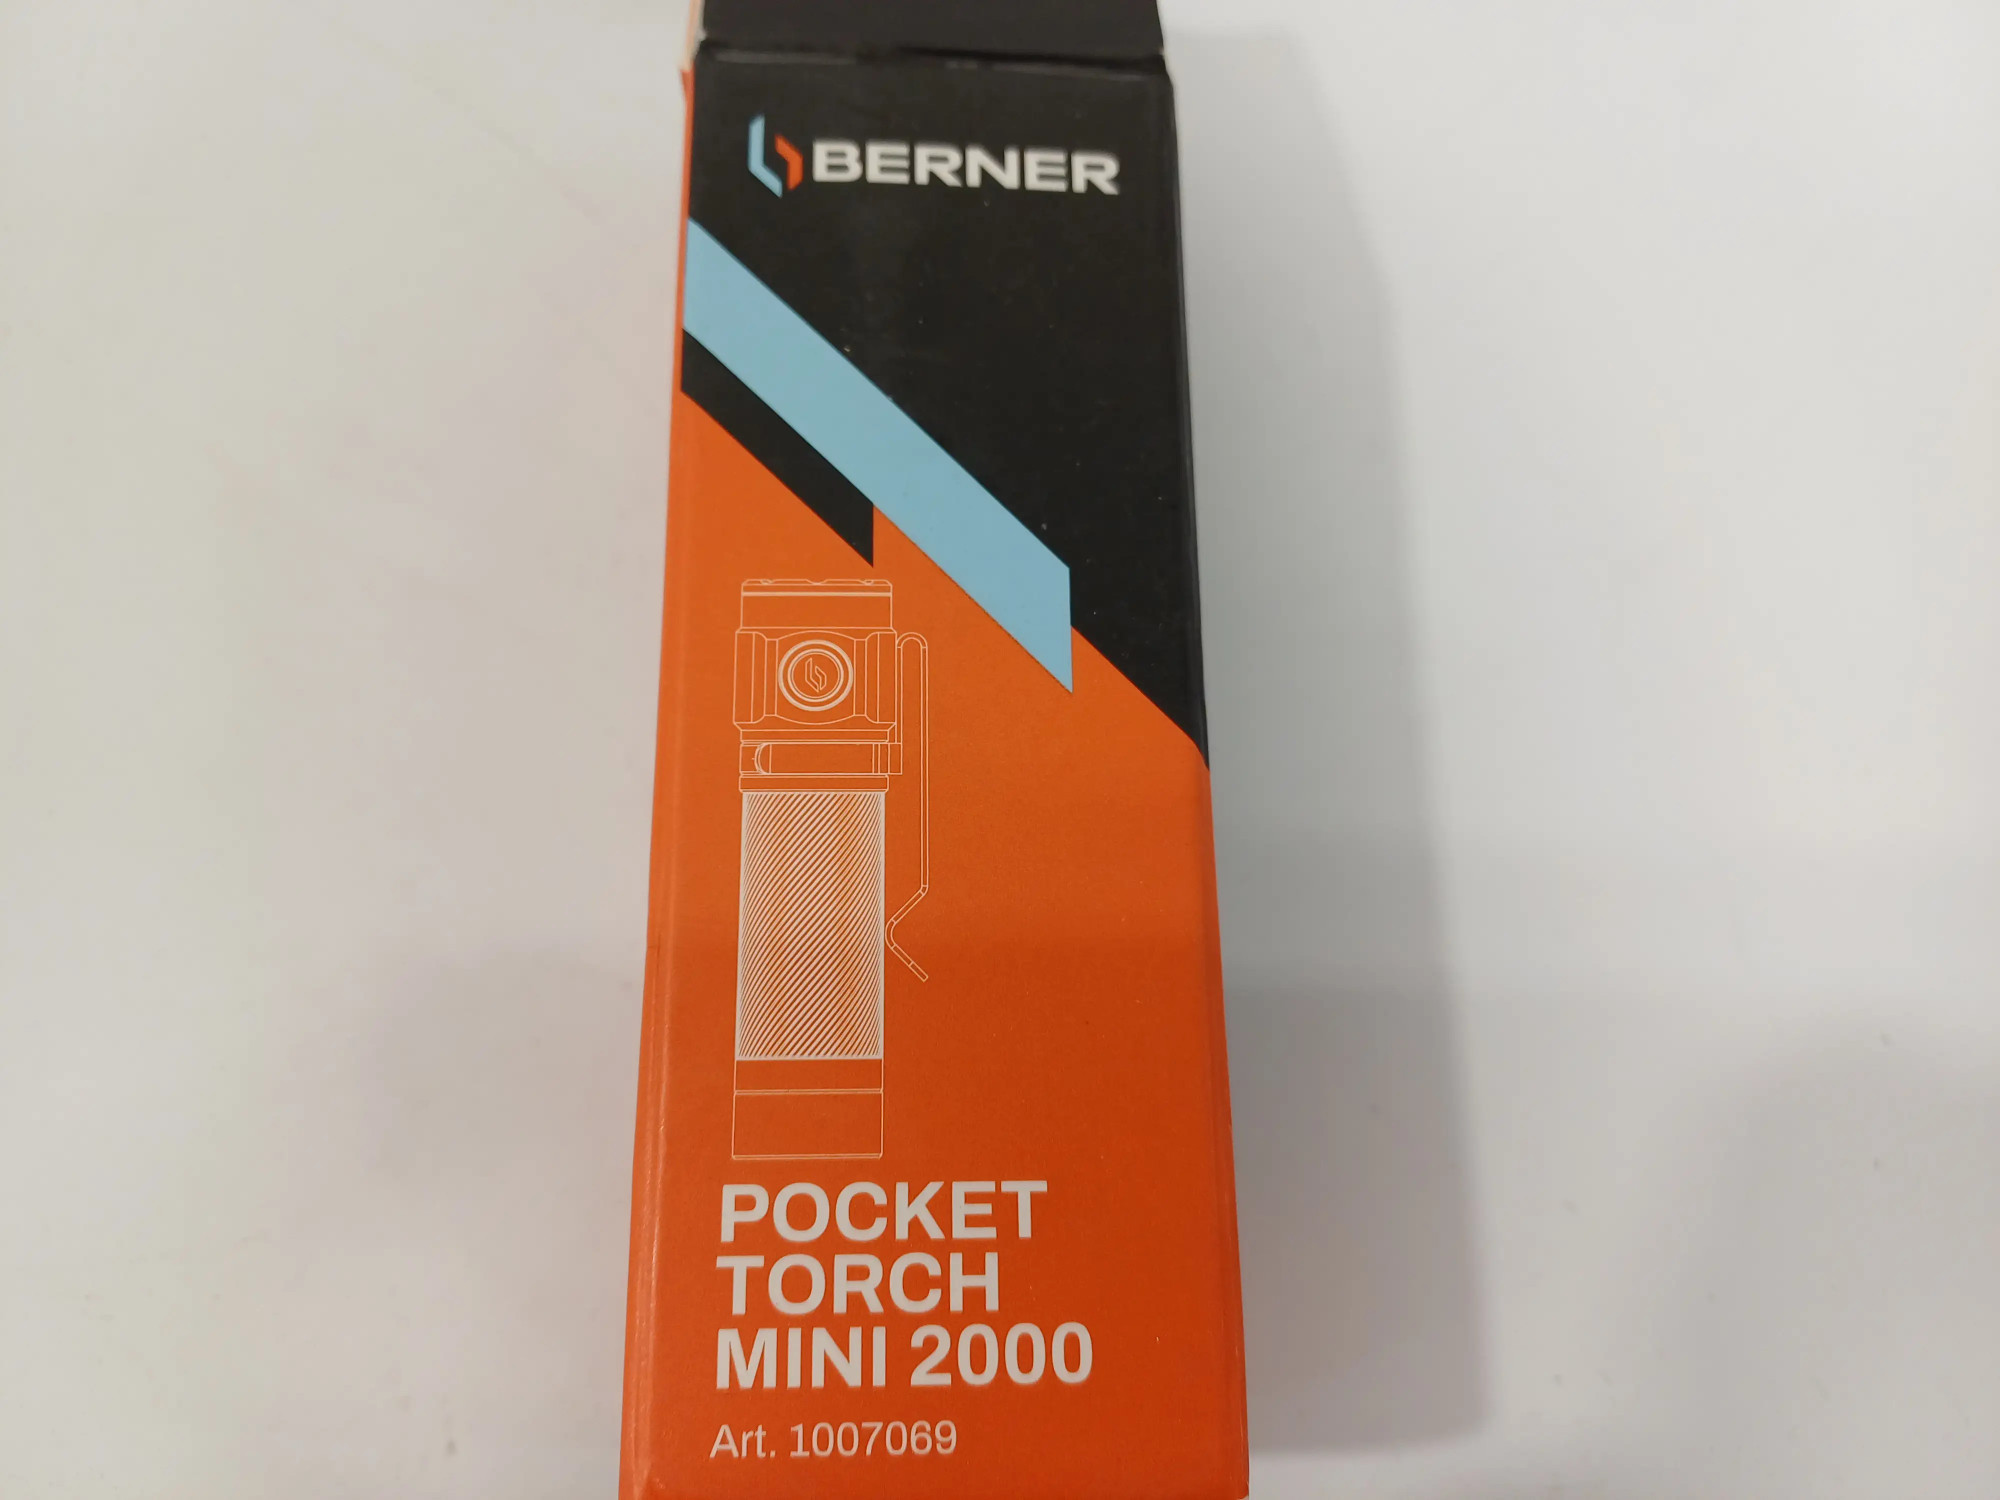 BERNER
POCKET
TORCH
MINI 2000
Art. 1007069